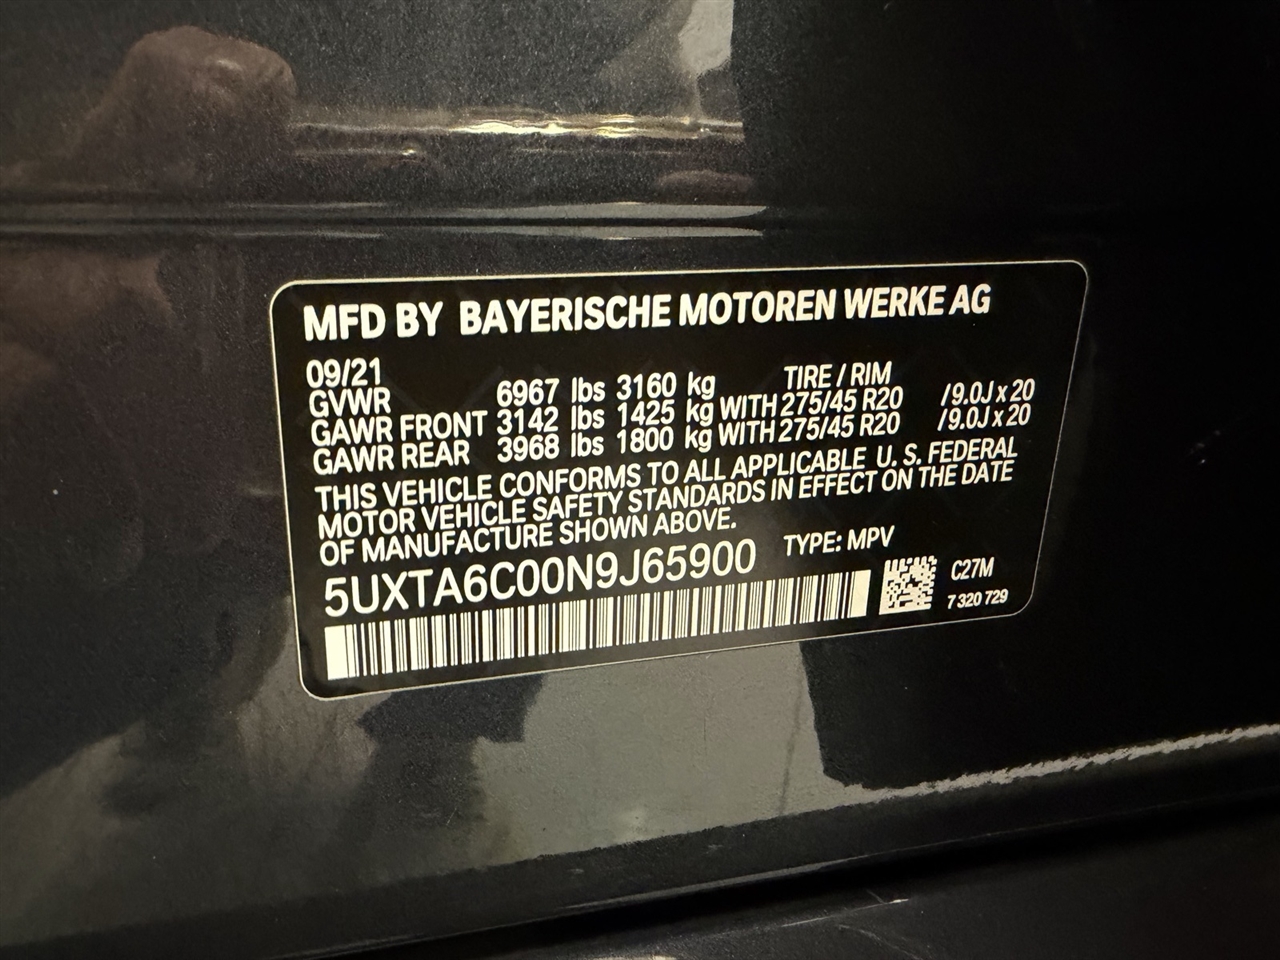 MFD BY BAYERISCHE MOTOREN WERKE AG
09/21
GVWR 6967 lbs 3160 kg TIRE / RIM
GAWR FRONT 3142 lbs 1425 kg WITH 275/45 R20 /9.0J x 20
GAWR REAR 3968 lbs 1800 kg WITH 275/45 R20 /9.0J x 20
THIS VEHICLE CONFORMS TO ALL APPLICABLE U. S. FEDERAL
MOTOR VEHICLE SAFETY STANDARDS IN EFFECT ON THE DATE
OF MANUFACTURE SHOWN ABOVE.
5UXTA6C00N9J65900 TYPE: MPV
C27M
7 320 729